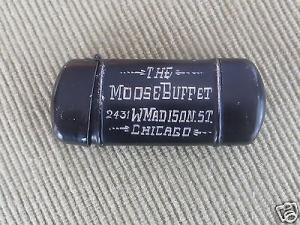 THE
MOOSE BUFFET
2431 W MADISON. ST.
CHICAGO